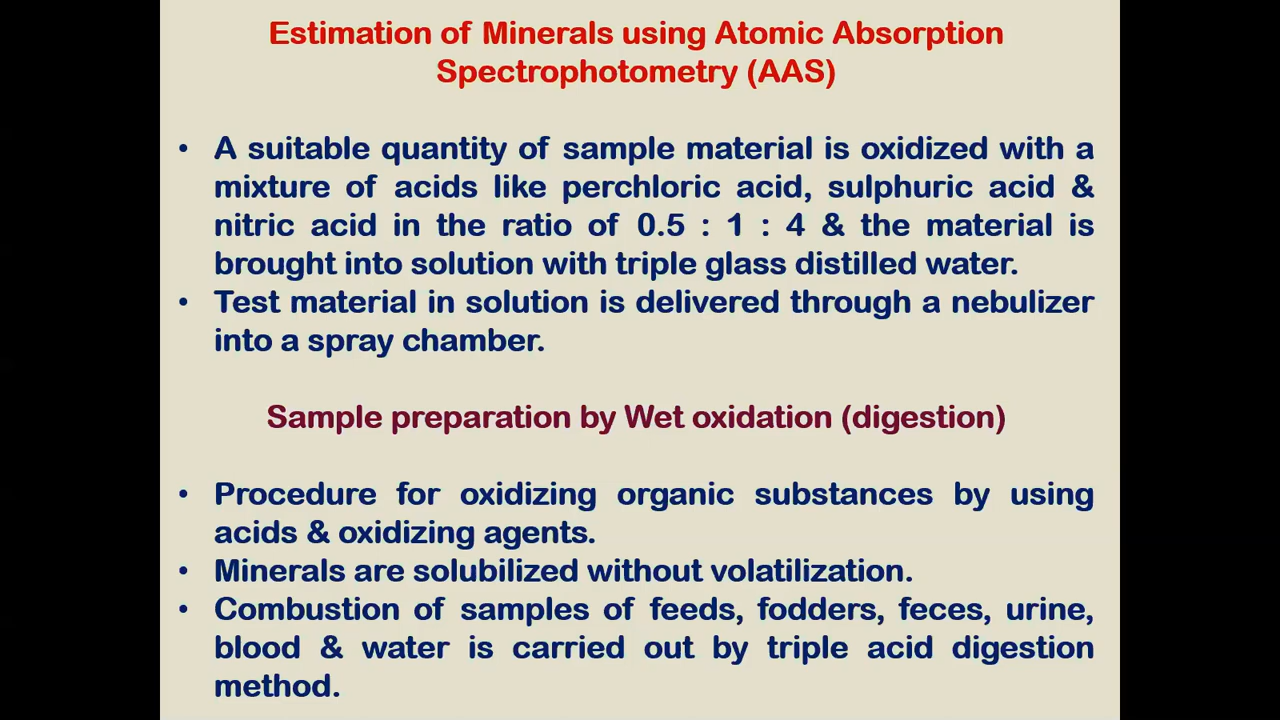 Estimation of Minerals using Atomic Absorption
Spectrophotometry (AAS)
• A suitable quantity of sample material is oxidized with a
mixture of acids like perchloric acid, sulphuric acid &
nitric acid in the ratio of 0.5 : 1 : 4 & the material is
brought into solution with triple glass distilled water.
• Test material in solution is delivered through a nebulizer
into a spray chamber.
Sample preparation by Wet oxidation (digestion)
• Procedure for oxidizing organic substances by using
acids & oxidizing agents.
• Minerals are solubilized without volatilization.
• Combustion of samples of feeds, fodders, feces, urine,
blood & water is carried out by triple acid digestion
method.